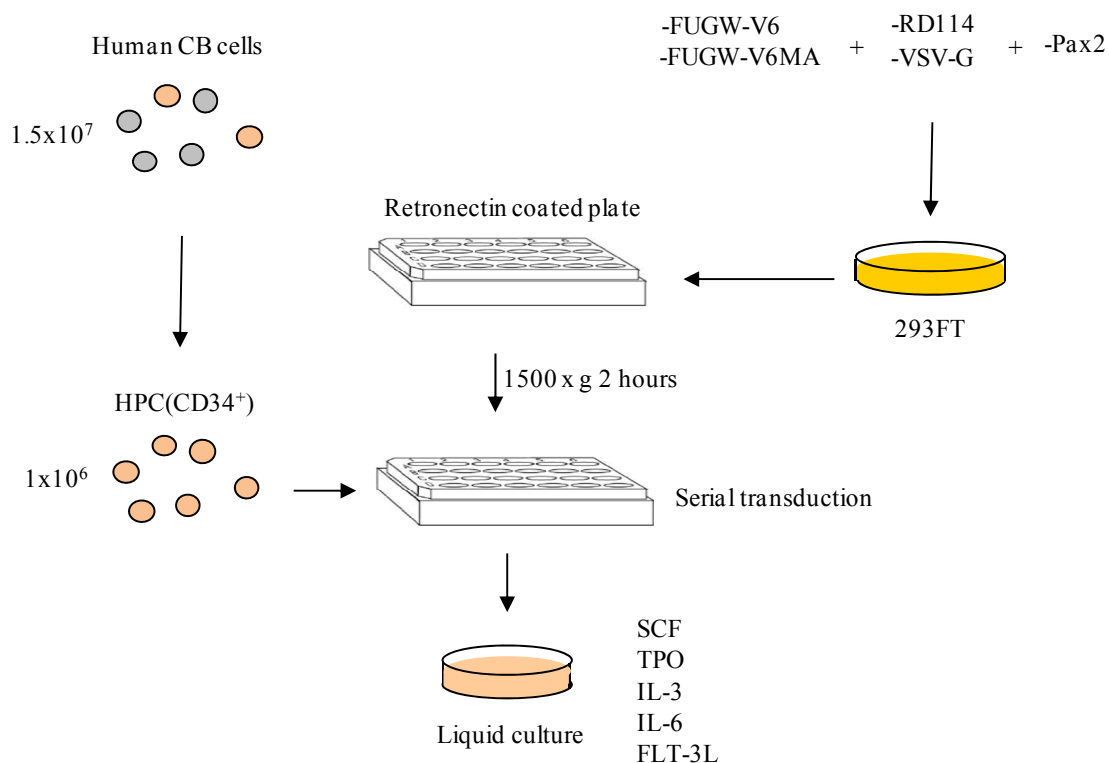 Human CB cells
1.5x10⁷
-FUGW-V6
-FUGW-V6MA
+
-RD114
-VSV-G
+
-Pax2
293FT
Retronectin coated plate
1500 x g 2 hours
HPC(CD34⁺)
1x10⁶
Serial transduction
Liquid culture
SCF
TPO
IL-3
IL-6
FLT-3L